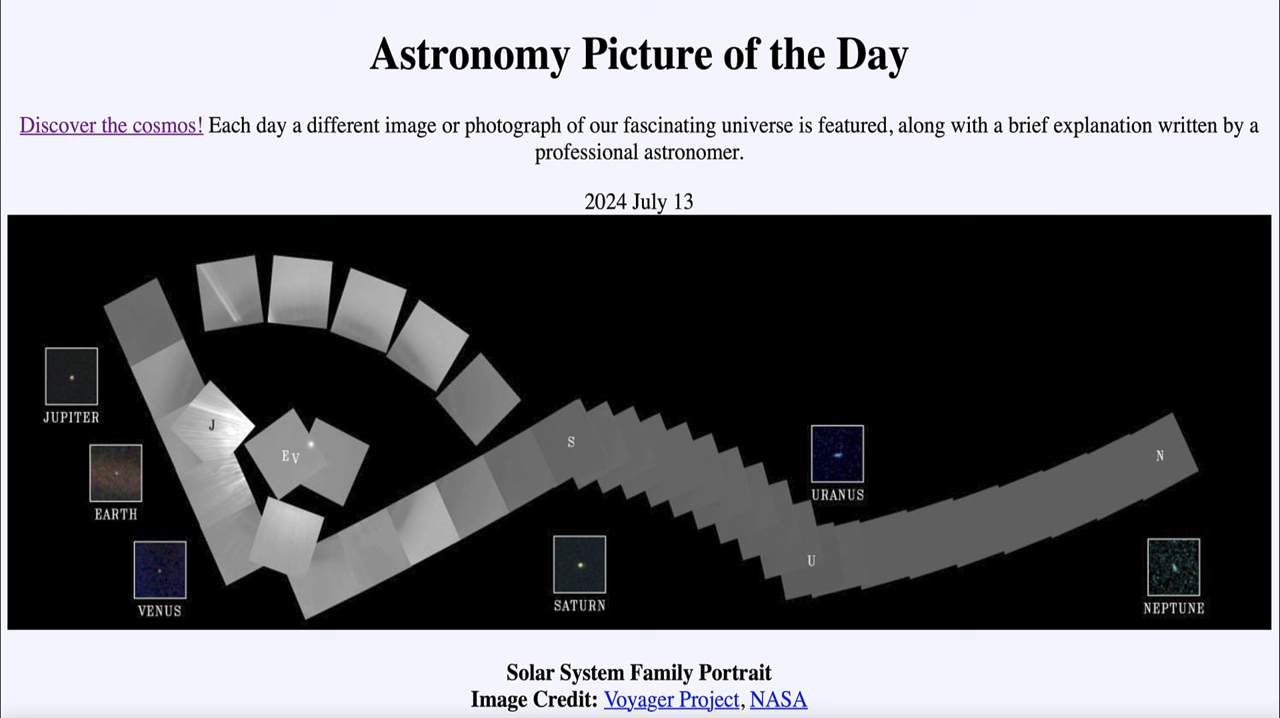 Astronomy Picture of the Day
Discover the cosmos! Each day a different image or photograph of our fascinating universe is featured, along with a brief explanation written by a
professional astronomer.
2024 July 13
JUPITER
J
E V
S
N
EARTH
URANUS
U
VENUS
SATURN
NEPTUNE
Solar System Family Portrait
Image Credit: Voyager Project, NASA